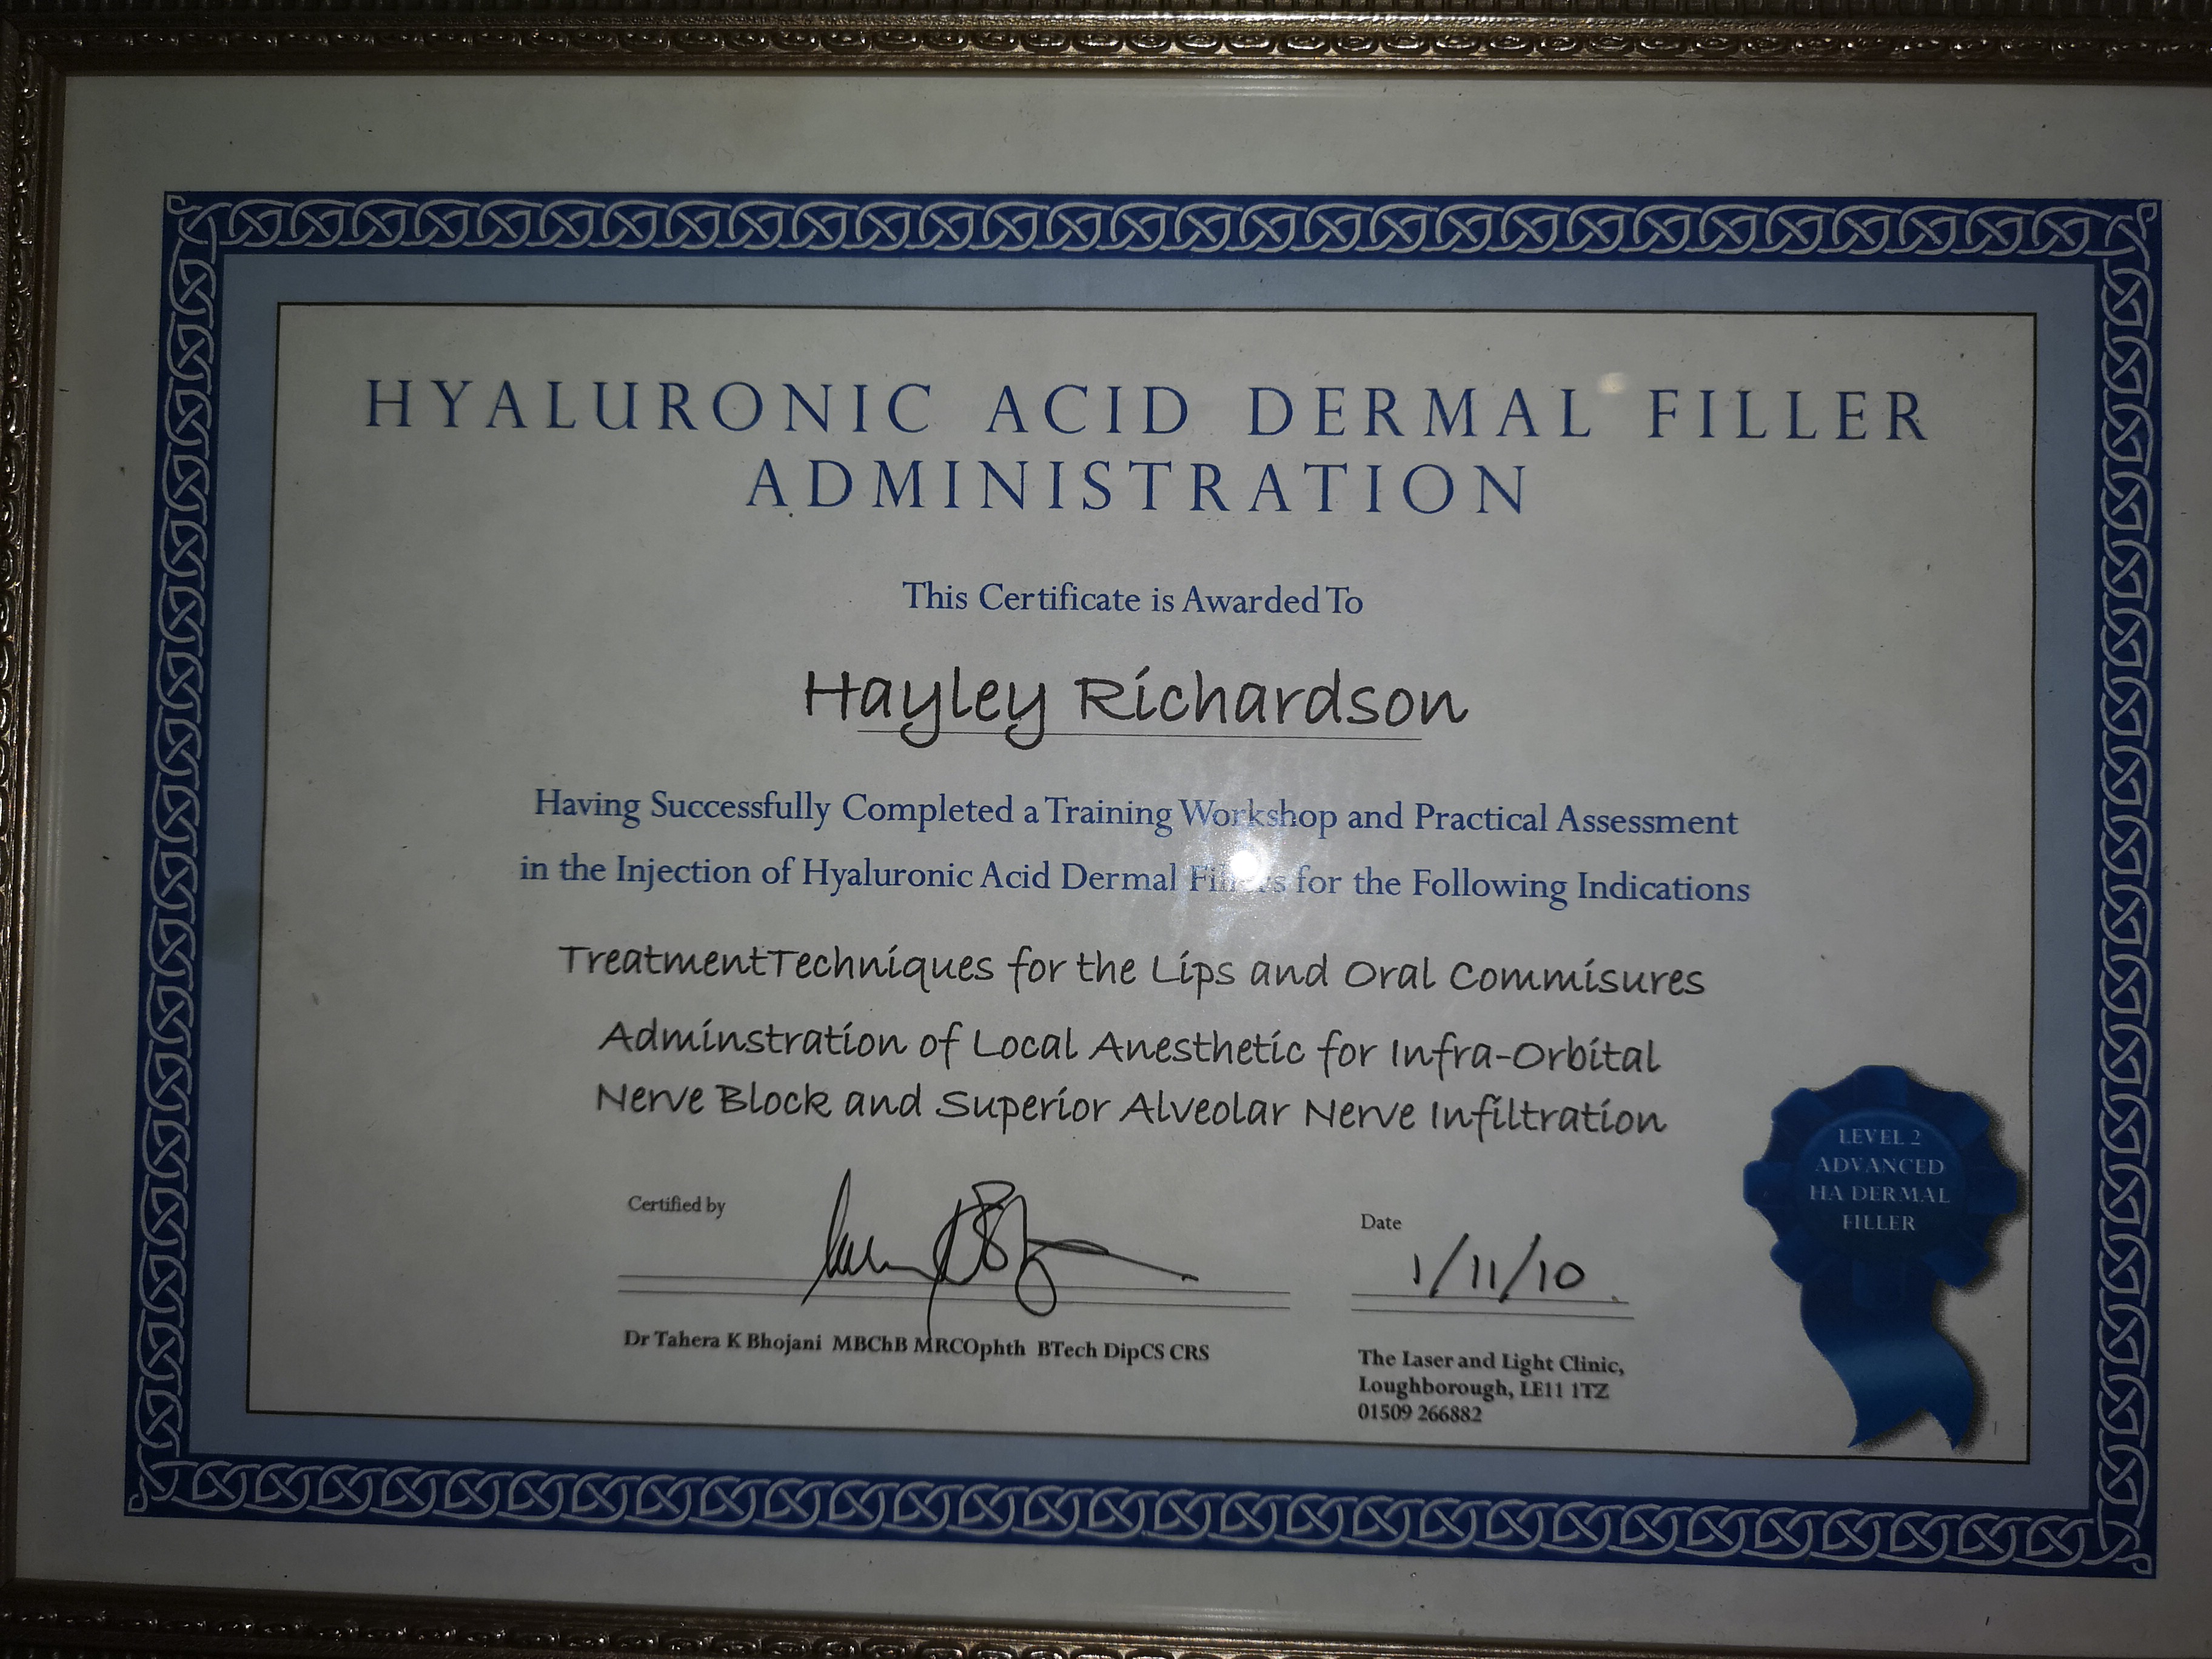 HYALURONIC ACID DERMAL FILLER
ADMINISTRATION
This Certificate is Awarded To
Hayley Richardson
Having Successfully Completed a Training Workshop and Practical Assessment
in the Injection of Hyaluronic Acid Dermal Fillers for the Following Indications
Treatment Techniques for the Lips and Oral Commisures
Adminstration of Local Anesthetic for Infra-Orbital
Nerve Block and Superior Alveolar Nerve Infiltration
LEVEL 2
ADVANCED
HA DERMAL
FILLER
Certified by
Date
1/11/10
Dr Tahera K Bhojani MBChB MRCOphth BTech DipCS CRS
The Laser and Light Clinic,
Loughborough, LE11 1TZ
01509 266882